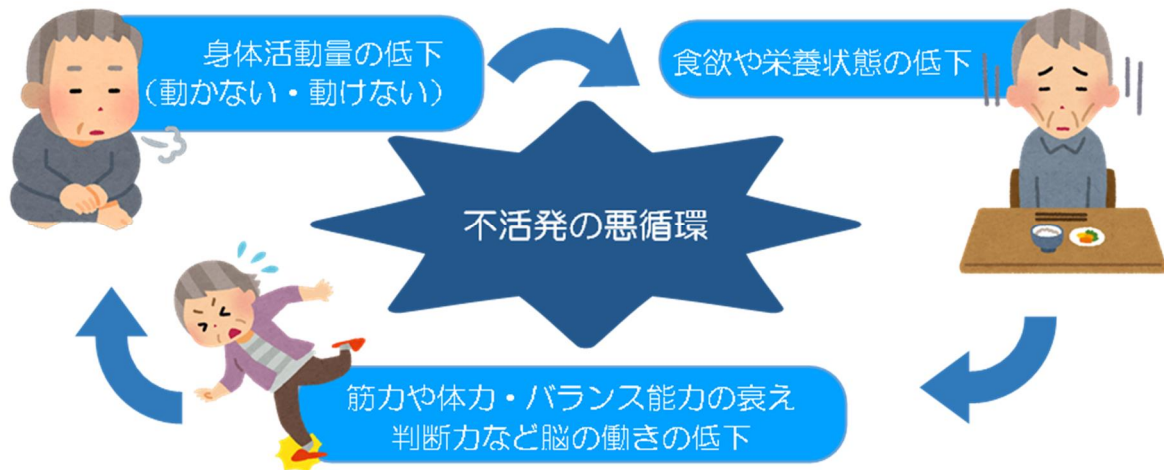 身体活動量の低下
（動かない・動けない）
食欲や栄養状態の低下
不活発の悪循環
筋力や体力・バランス能力の衰え
判断力など脳の働きの低下